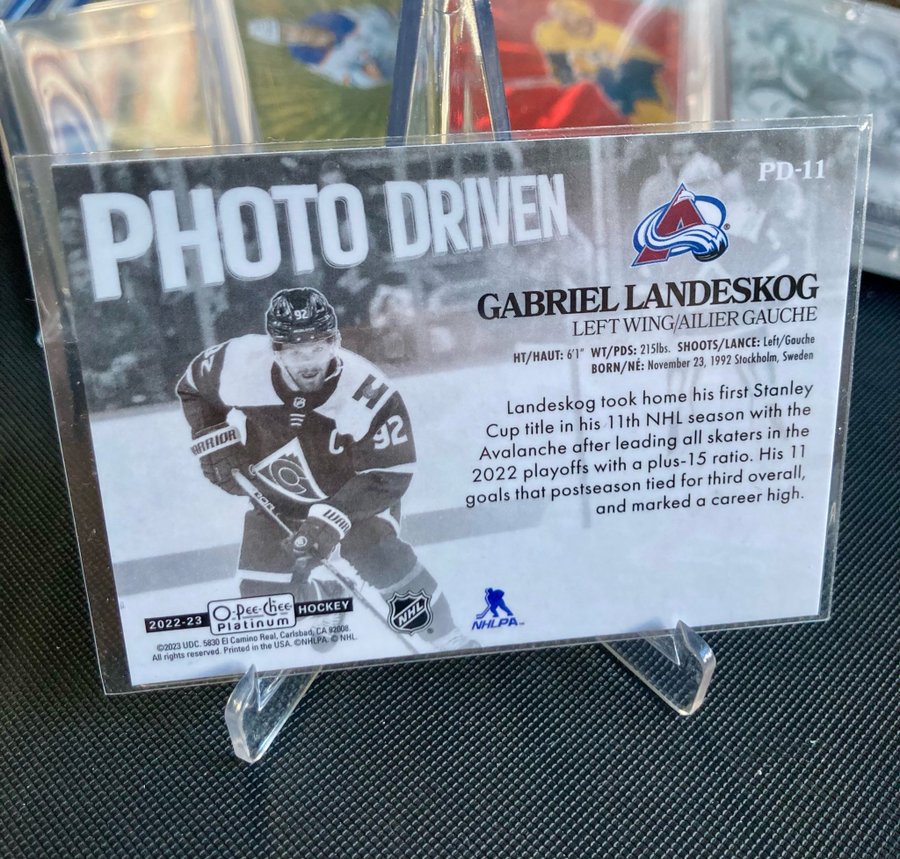 PD-11
PHOTO DRIVEN
GABRIEL LANDESKOG
LEFT WING/AILIER GAUCHE
HT/HAUT: 6'1" WT/PDS: 215lbs. SHOOTS/LANCE: Left/Gauche
BORN/NÉ: November 23, 1992 Stockholm, Sweden
Landeskog took home his first Stanley
Cup title in his 11th NHL season with the
Avalanche after leading all skaters in the
2022 playoffs with a plus-15 ratio. His 11
goals that postseason tied for third overall,
and marked a career high.
92
H
92
C
WARRIOR
WAR
2022-23 O-Pee-Chee Platinum HOCKEY
NHL
NHLPA
©2023 UDC. 5830 El Camino Real, Carlsbad, CA 92008.
All rights reserved. Printed in the USA. ©NHLPA. © NHL.